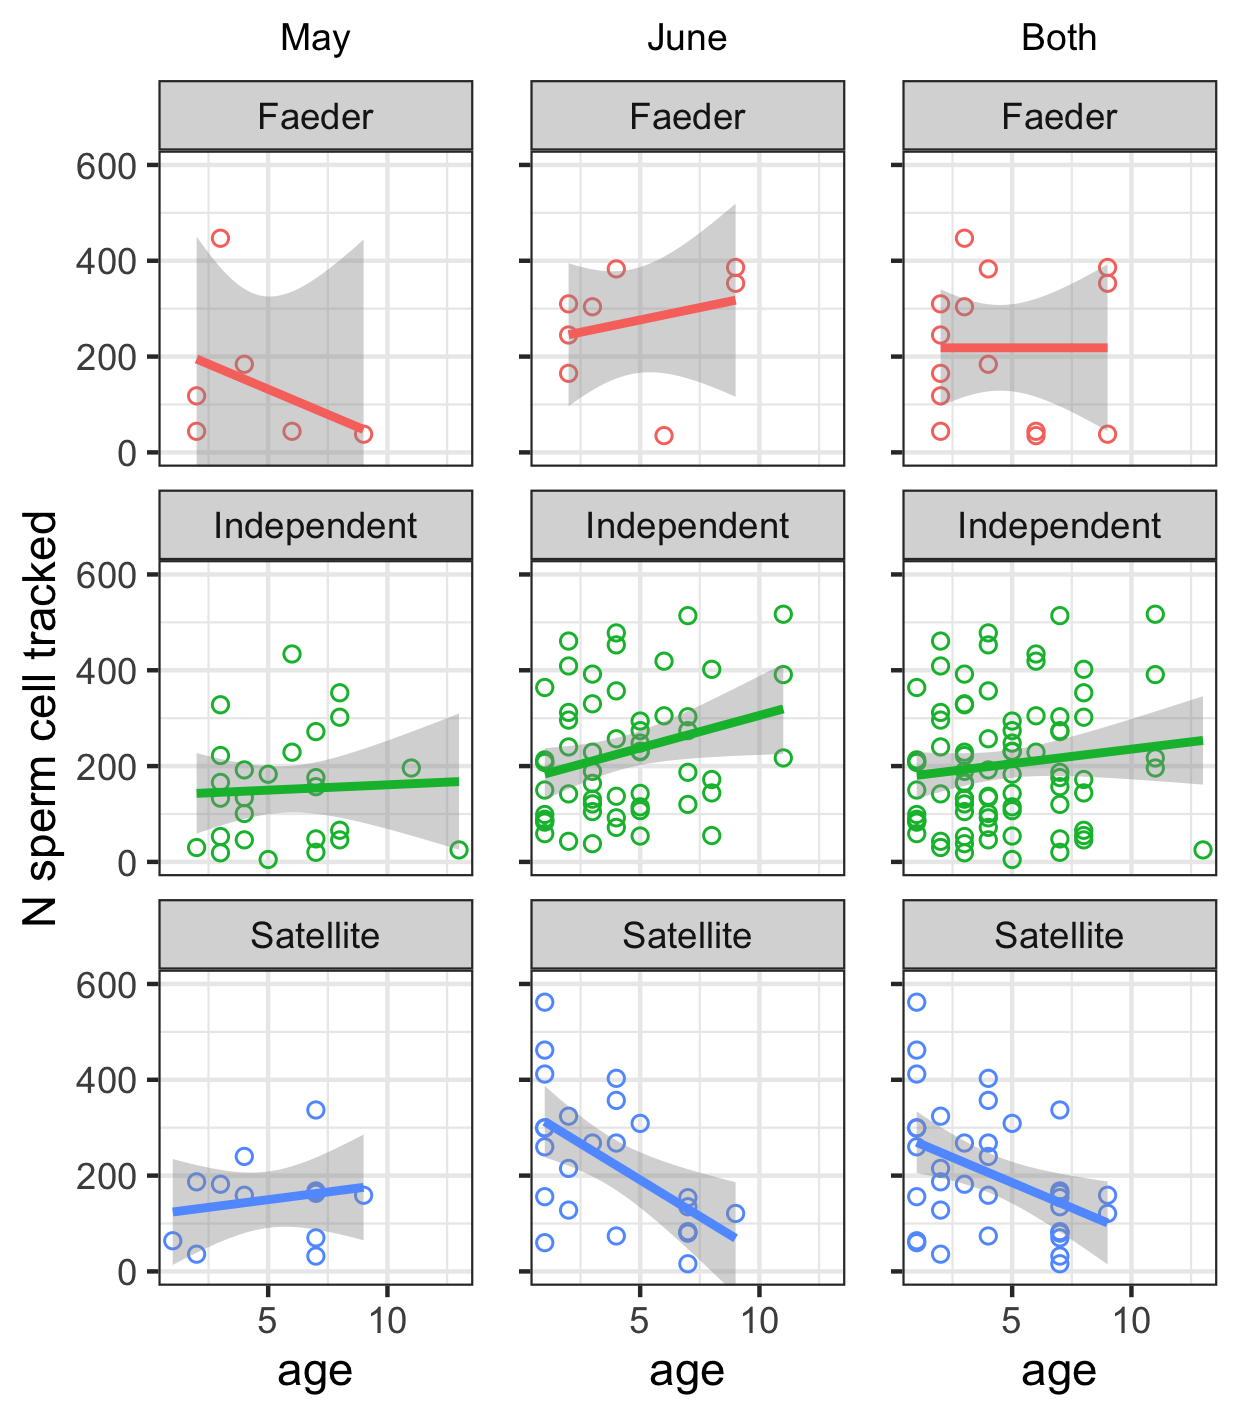 May June Both
Faeder Faeder Faeder
600
400
200
0
Independent Independent Independent
600
400
200
0
Satellite Satellite Satellite
600
400
200
0
5 10 5 10 5 10
age age age
N sperm cell tracked